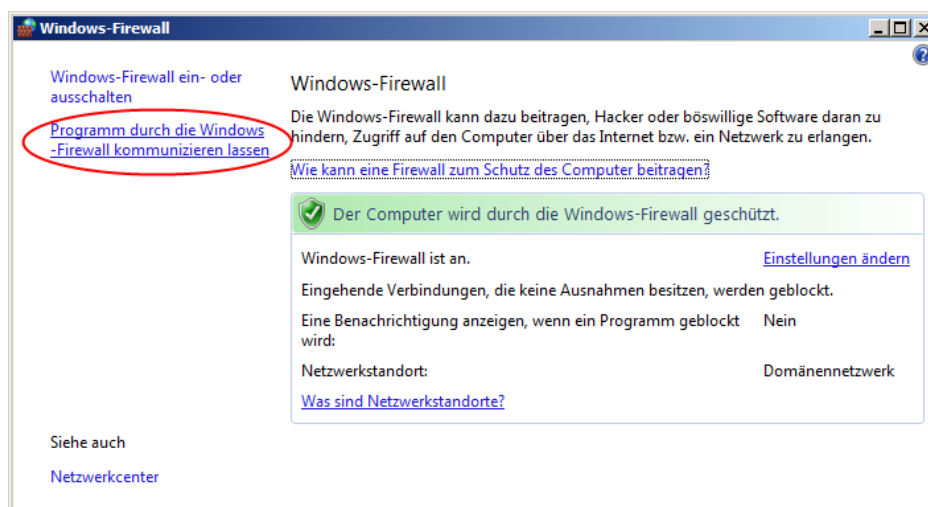 Windows-Firewall
Windows-Firewall ein- oder
ausschalten
Programm durch die Windows
-Firewall kommunizieren lassen
Siehe auch
Netzwerkcenter
Windows-Firewall
Die Windows-Firewall kann dazu beitragen, Hacker oder böswillige Software daran zu
hindern, Zugriff auf den Computer über das Internet bzw. ein Netzwerk zu erlangen.
Wie kann eine Firewall zum Schutz des Computer beitragen?
Der Computer wird durch die Windows-Firewall geschützt.
Windows-Firewall ist an. Einstellungen ändern
Eingehende Verbindungen, die keine Ausnahmen besitzen, werden geblockt.
Eine Benachrichtigung anzeigen, wenn ein Programm geblockt Nein
wird:
Netzwerkstandort: Domänennetzwerk
Was sind Netzwerkstandorte?